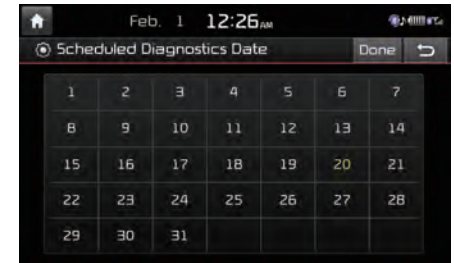 Feb. 1 12:26 AM
Scheduled Diagnostics Date Done
1 2 3 4 5 6 7
8 9 10 11 12 13 14
15 16 17 18 19 20 21
22 23 24 25 26 27 28
29 30 31